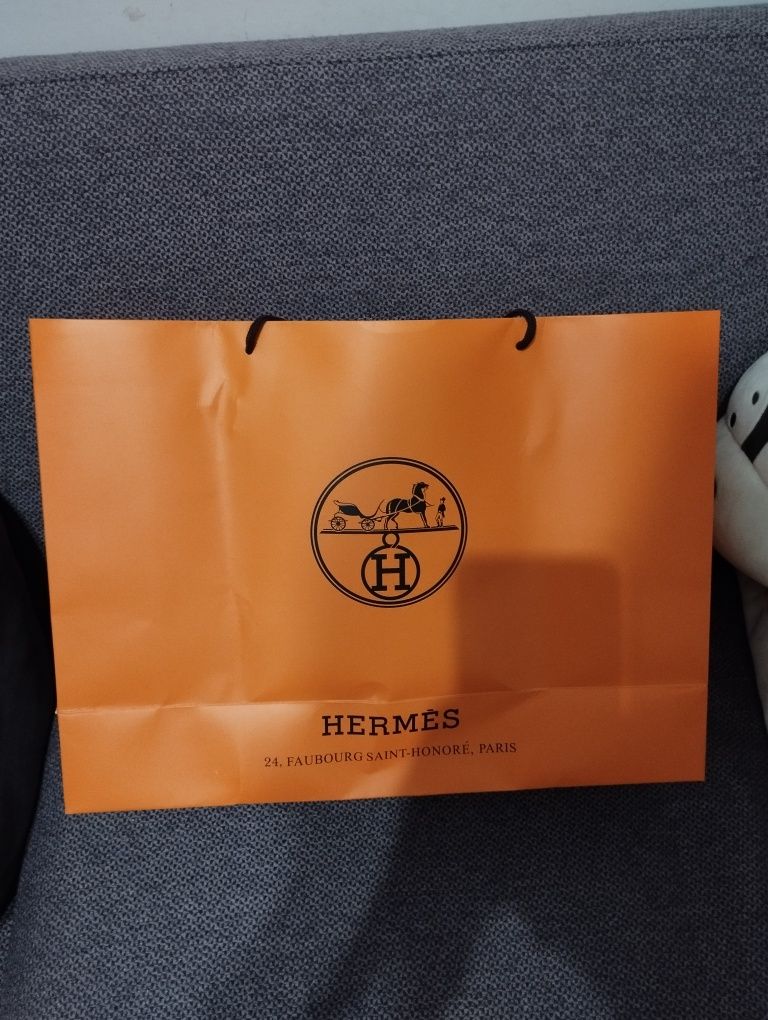 H
HERMÈS
24, FAUBOURG SAINT-HONORÉ, PARIS